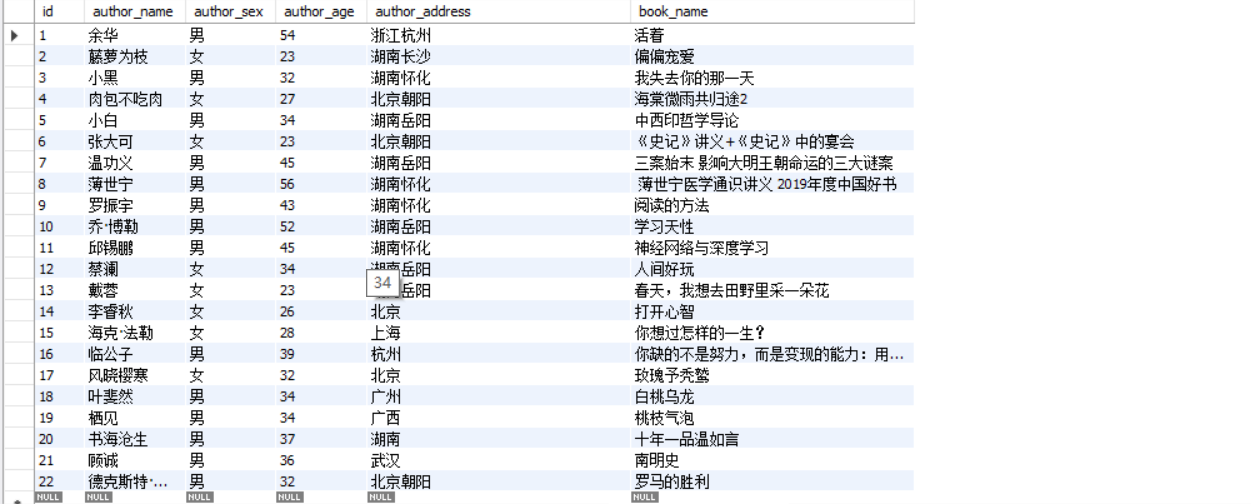 id author_name author_sex author_age author_address book_name
1 余华 男 54 浙江杭州 活着
2 藤萝为枝 女 23 湖南长沙 偏偏宠爱
3 小黑 男 32 湖南怀化 我失去你的那一天
4 肉包不吃肉 女 27 北京朝阳 海棠微雨共归途2
5 小白 男 34 湖南岳阳 中西印哲学导论
6 张大可 女 23 北京朝阳 《史记》讲义+《史记》中的宴会
7 温功义 男 45 湖南岳阳 三案始末 影响大明王朝命运的三大谜案
8 薄世宁 男 56 湖南怀化 薄世宁医学通识讲义 2019年度中国好书
9 罗振宇 男 43 湖南怀化 阅读的方法
10 乔·博勒 男 52 湖南岳阳 学习天性
11 邱锡鹏 男 45 湖南怀化 神经网络与深度学习
12 蔡澜 女 34 湖南岳阳 人间好玩
34
13 戴蓉 女 23 岳阳 春天，我想去田野里采一朵花
14 李睿秋 女 26 北京 打开心智
15 海克·法勒 女 28 上海 你想过怎样的一生？
16 临公子 男 39 杭州 你缺的不是努力，而是变现的能力：用...
17 风晓樱寒 女 32 北京 玫瑰予秃鹫
18 叶斐然 男 34 广州 白桃乌龙
19 栖见 男 34 广西 桃枝气泡
20 书海沧生 男 37 湖南 十年一品温如言
21 顾诚 男 36 武汉 南明史
22 德克斯特·... 男 32 北京朝阳 罗马的胜利
NULL NULL NULL NULL NULL NULL